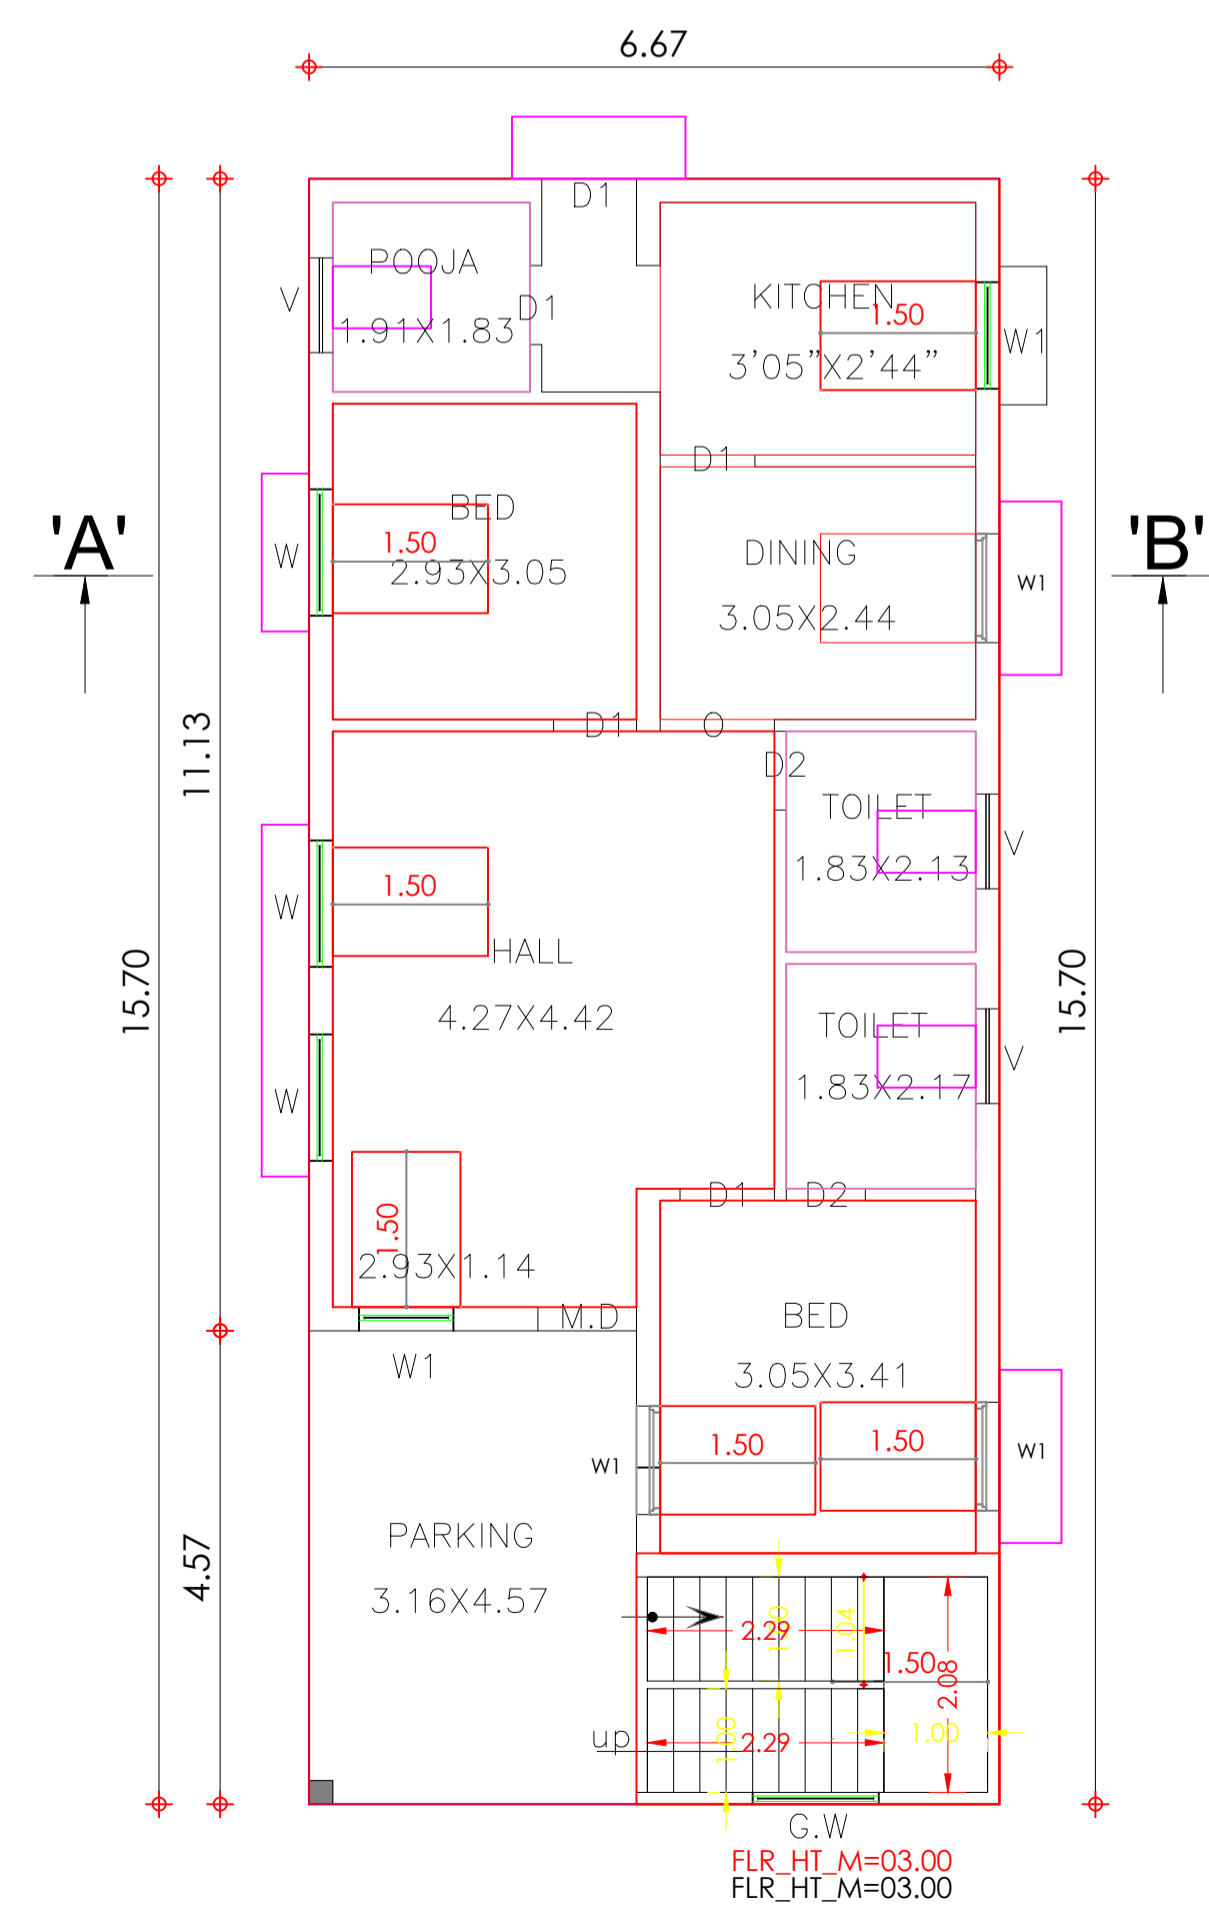 6.67
D1
POOJA
V
D1
1.91X1.83
KITCHEN
1.50
W1
3'05"X2'44"
D1
'A'
'B'
BED
W
1.50
2.93X3.05
DINING
W1
3.05X2.44
D1
O
11.13
D2
TOILET
V
1.83X2.13
W
1.50
HALL
4.27X4.42
15.70
15.70
TOILET
V
1.83X2.17
W
D1
D2
1.50
2.93X1.14
M.D
W1
BED
3.05X3.41
W1
1.50
1.50
W1
PARKING
3.16X4.57
4.57
2.29
1.00
1.04
1.50
2.08
up
1.00
2.29
1.00
G.W
FLR_HT_M=03.00
FLR_HT_M=03.00